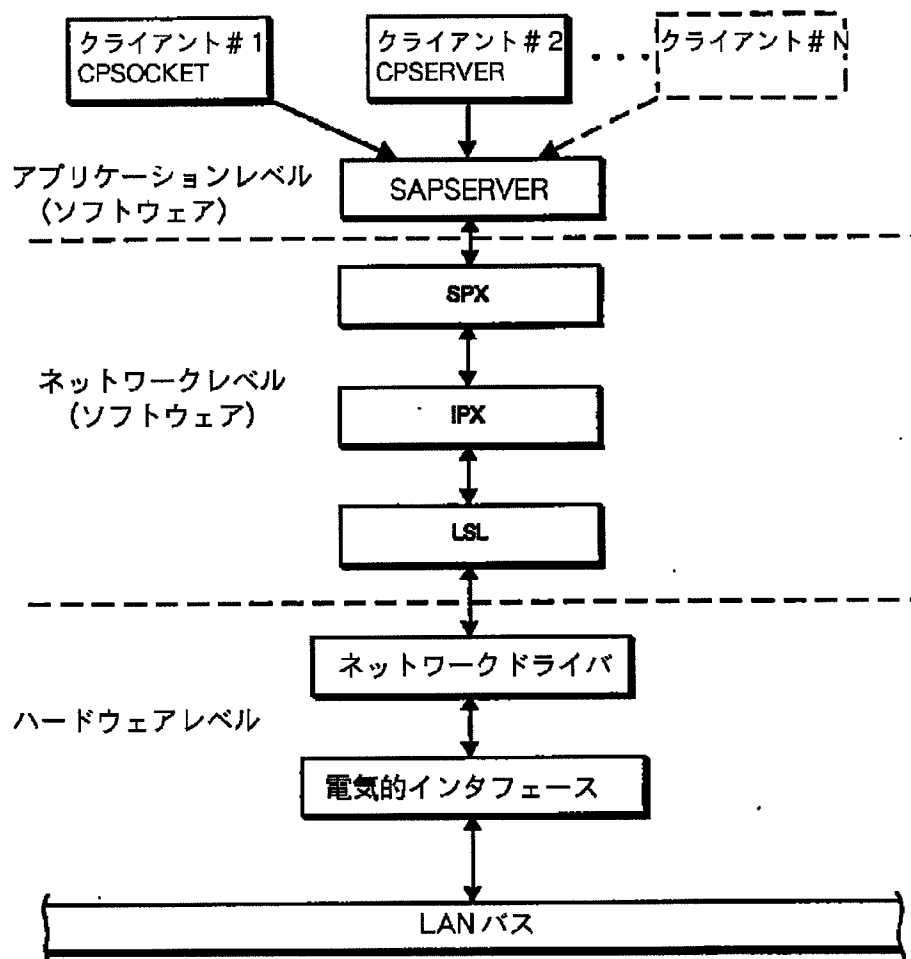 クライアント#1
CPSOCKET
クライアント#2
CPSERVER
・・・
クライアント#N
アプリケーションレベル
(ソフトウェア)
SAPSERVER
SPX
ネットワークレベル
(ソフトウェア)
IPX
LSL
ネットワークドライバ
ハードウェアレベル
電気的インタフェース
LANバス